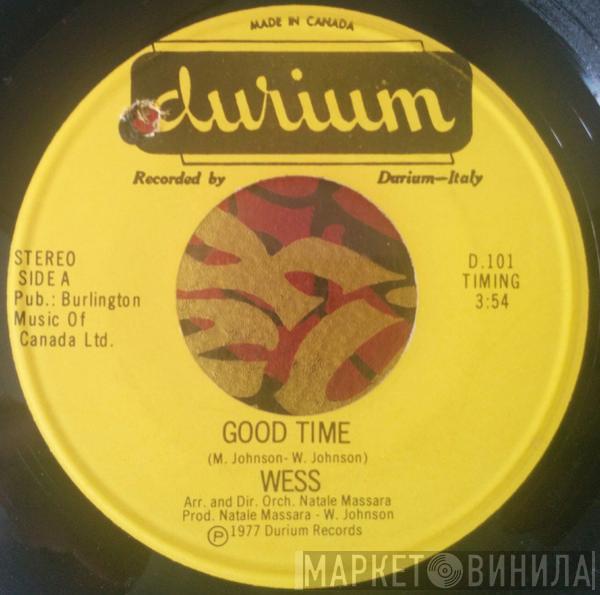 MADE IN CANADA
durium
Recorded by Darium—Italy
STEREO
SIDE A
Pub.: Burlington
Music Of
Canada Ltd.
D.101
TIMING
3:54
GOOD TIME
(M. Johnson- W. Johnson)
WESS
Arr. and Dir. Orch. Natale Massara
Prod. Natale Massara - W. Johnson
Ⓟ 1977 Durium Records
МАРКЕТ ВИНИЛА